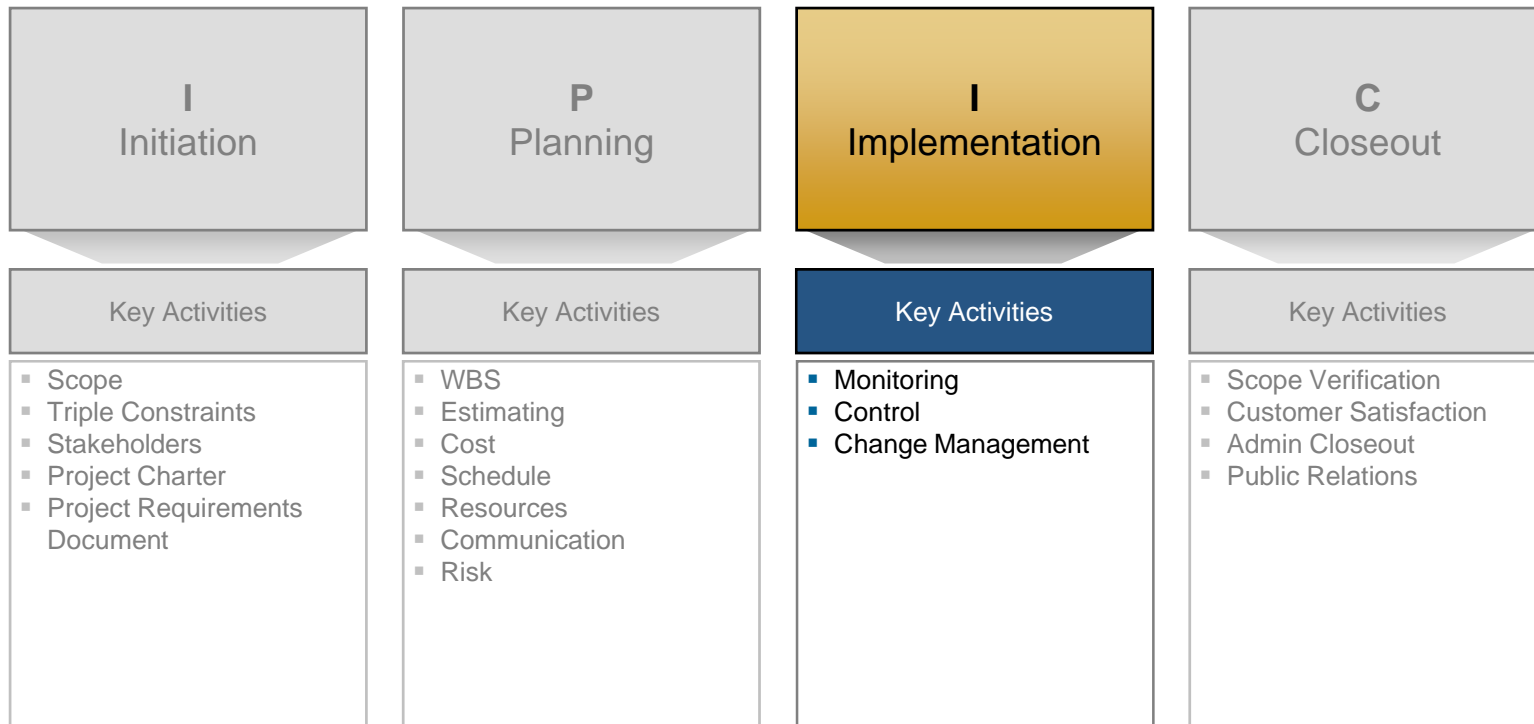 I
Initiation
P
Planning
I
Implementation
C
Closeout
Key Activities
Key Activities
Key Activities
Key Activities
▪ Scope
▪ Triple Constraints
▪ Stakeholders
▪ Project Charter
▪ Project Requirements
Document
▪ WBS
▪ Estimating
▪ Cost
▪ Schedule
▪ Resources
▪ Communication
▪ Risk
▪ Monitoring
▪ Control
▪ Change Management
▪ Scope Verification
▪ Customer Satisfaction
▪ Admin Closeout
▪ Public Relations